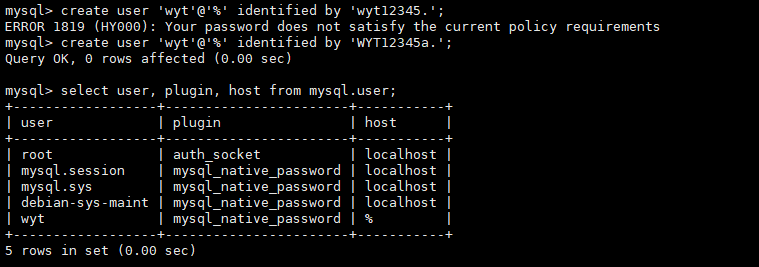 mysql> create user 'wyt'@'%' identified by 'wyt12345.';
ERROR 1819 (HY000): Your password does not satisfy the current policy requirements
mysql> create user 'wyt'@'%' identified by 'WYT12345a.';
Query OK, 0 rows affected (0.00 sec)

mysql> select user, plugin, host from mysql.user;
+------------------+-----------------------+-----------+
| user             | plugin                | host      |
+------------------+-----------------------+-----------+
| root             | auth_socket           | localhost |
| mysql.session    | mysql_native_password | localhost |
| mysql.sys        | mysql_native_password | localhost |
| debian-sys-maint | mysql_native_password | localhost |
| wyt              | mysql_native_password | %         |
+------------------+-----------------------+-----------+
5 rows in set (0.00 sec)